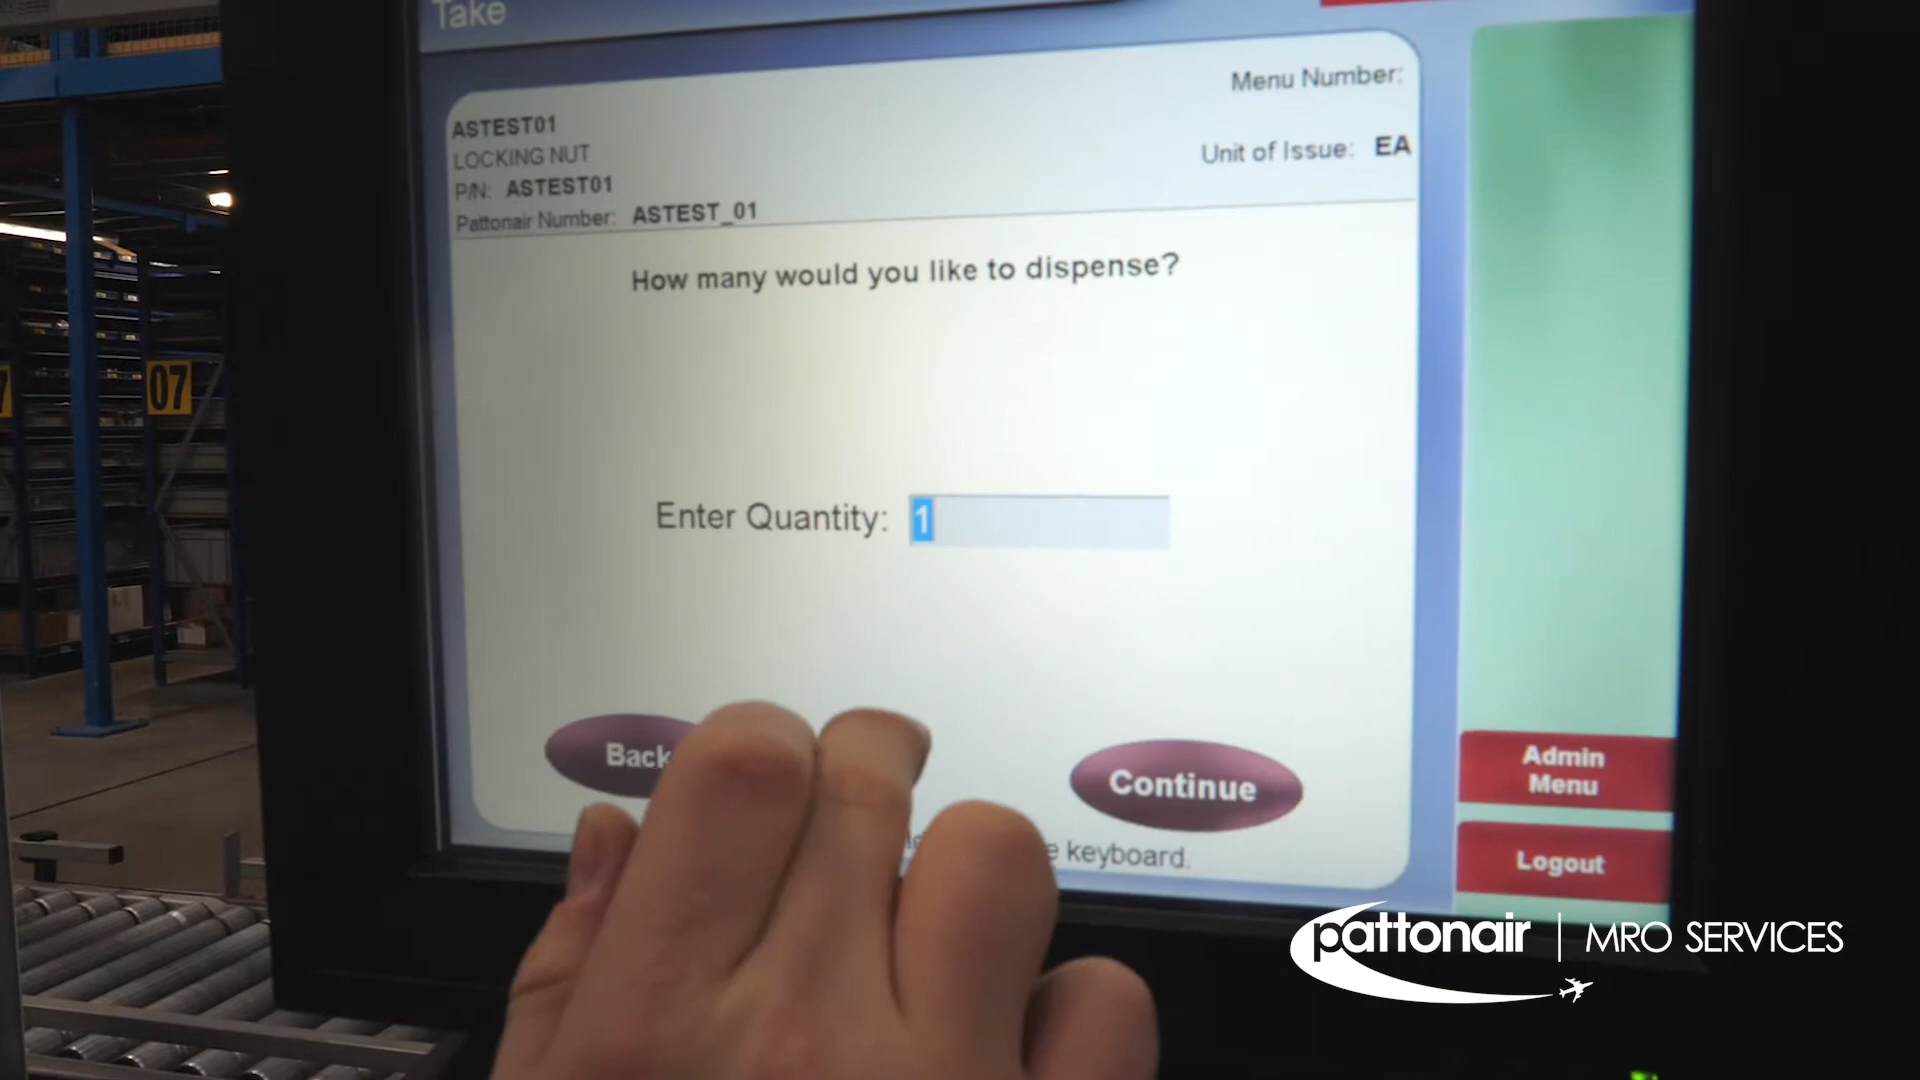 Take
Menu Number:
ASTEST01
LOCKING NUT
Unit of Issue: EA
P/N: ASTEST01
Pattonair Number: ASTEST_01
How many would you like to dispense?
Enter Quantity: 1
Back
Continue
keyboard.
Admin
Menu
Logout
07
pattonair | MRO SERVICES